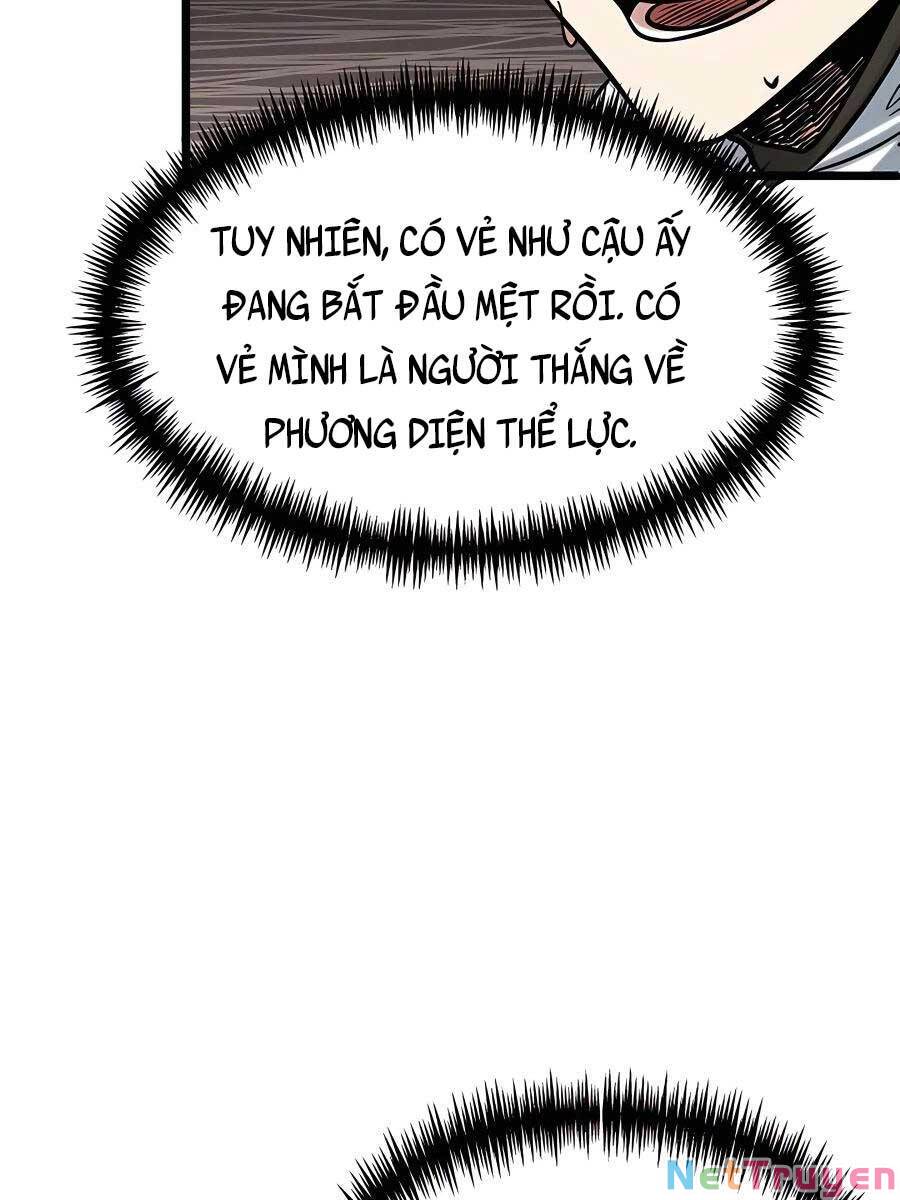 TUY NHIÊN, CÓ VẺ NHƯ CẬU ẤY
ĐANG BẮT ĐẦU MỆT RỒI. CÓ
VẺ MÌNH LÀ NGƯỜI THẮNG VỀ
PHƯƠNG DIỆN THỂ LỰC.
NetTruyen